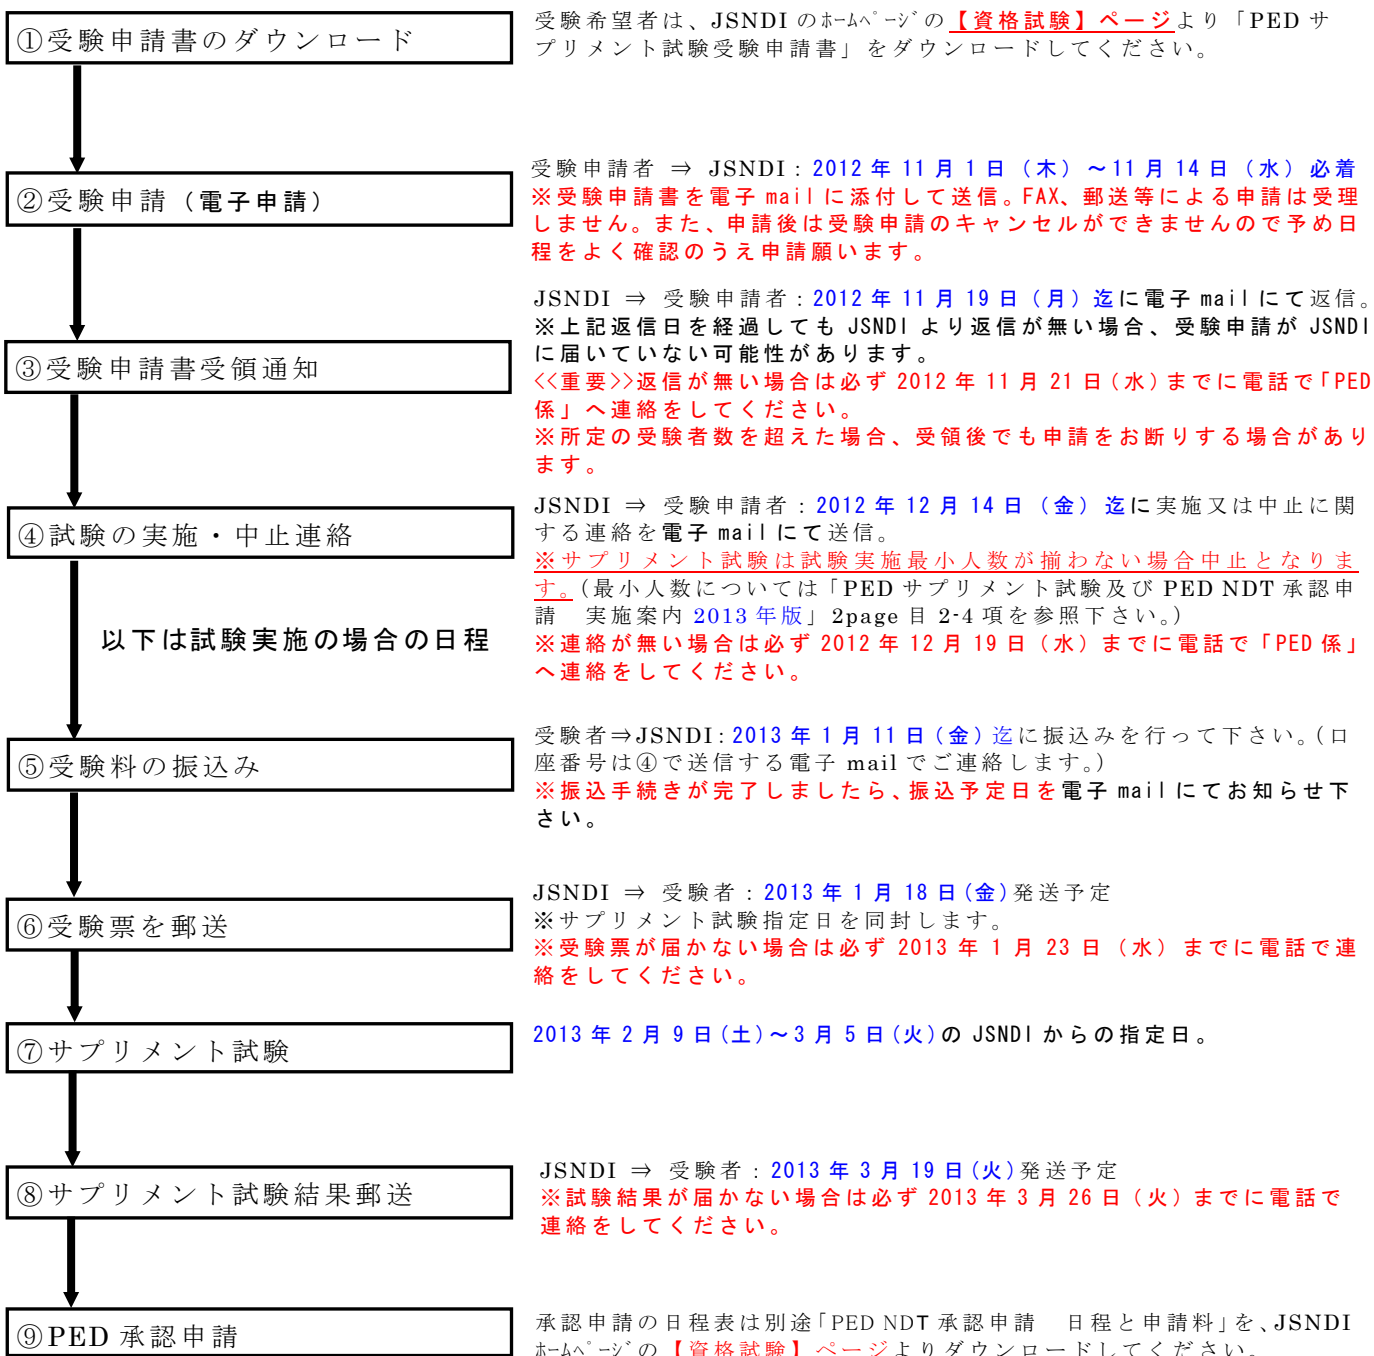 ①受験申請書のダウンロード
受験希望者は、JSNDI のﾎｰﾑﾍﾟｰｼﾞの【資格試験】ページより「PED サ
プリメント試験受験申請書」をダウンロードしてください。
②受験申請（電子申請）
受験申請者 ⇒ JSNDI：2012 年 11 月 1 日（木）～11 月 14 日（水）必着
※受験申請書を電子 mail に添付して送信。FAX、郵送等による申請は受理
しません。また、申請後は受験申請のキャンセルができませんので予め日
程をよく確認のうえ申請願います。
③受験申請書受領通知
JSNDI ⇒ 受験申請者：2012 年 11 月 19 日（月）迄に電子 mail にて返信。
※上記返信日を経過しても JSNDI より返信が無い場合、受験申請が JSNDI
に届いていない可能性があります。
<<重要>>返信が無い場合は必ず 2012 年 11 月 21 日（水）までに電話で「PED
係」へ連絡をしてください。
※所定の受験者数を超えた場合、受領後でも申請をお断りする場合があり
ます。
④試験の実施・中止連絡
JSNDI ⇒ 受験申請者：2012 年 12 月 14 日（金）迄に実施又は中止に関
する連絡を電子 mail にて送信。
※サプリメント試験は試験実施最小人数が揃わない場合中止となりま
す。（最小人数については「PED サプリメント試験及び PED NDT 承認申
請　実施案内 2013 年版」2page 目 2-4 項を参照下さい。）
※連絡が無い場合は必ず 2012 年 12 月 19 日（水）までに電話で「PED 係」
へ連絡をしてください。
以下は試験実施の場合の日程
⑤受験料の振込み
受験者⇒JSNDI：2013 年 1 月 11 日（金）迄に振込みを行って下さい。（口
座番号は④で送信する電子 mail でご連絡します。）
※振込手続きが完了しましたら、振込予定日を電子 mail にてお知らせ下
さい。
⑥受験票を郵送
JSNDI ⇒ 受験者：2013 年 1 月 18 日（金）発送予定
※サプリメント試験指定日を同封します。
※受験票が届かない場合は必ず 2013 年 1 月 23 日（水）までに電話で連
絡をしてください。
⑦サプリメント試験
2013 年 2 月 9 日（土）～3 月 5 日（火）の JSNDI からの指定日。
⑧サプリメント試験結果郵送
JSNDI ⇒ 受験者：2013 年 3 月 19 日（火）発送予定
※試験結果が届かない場合は必ず 2013 年 3 月 26 日（火）までに電話で
連絡をしてください。
⑨PED 承認申請
承認申請の日程表は別途「PED NDT 承認申請　日程と申請料」を、JSNDI
ﾎｰﾑﾍﾟｰｼﾞの【資格試験】ページよりダウンロードしてください。